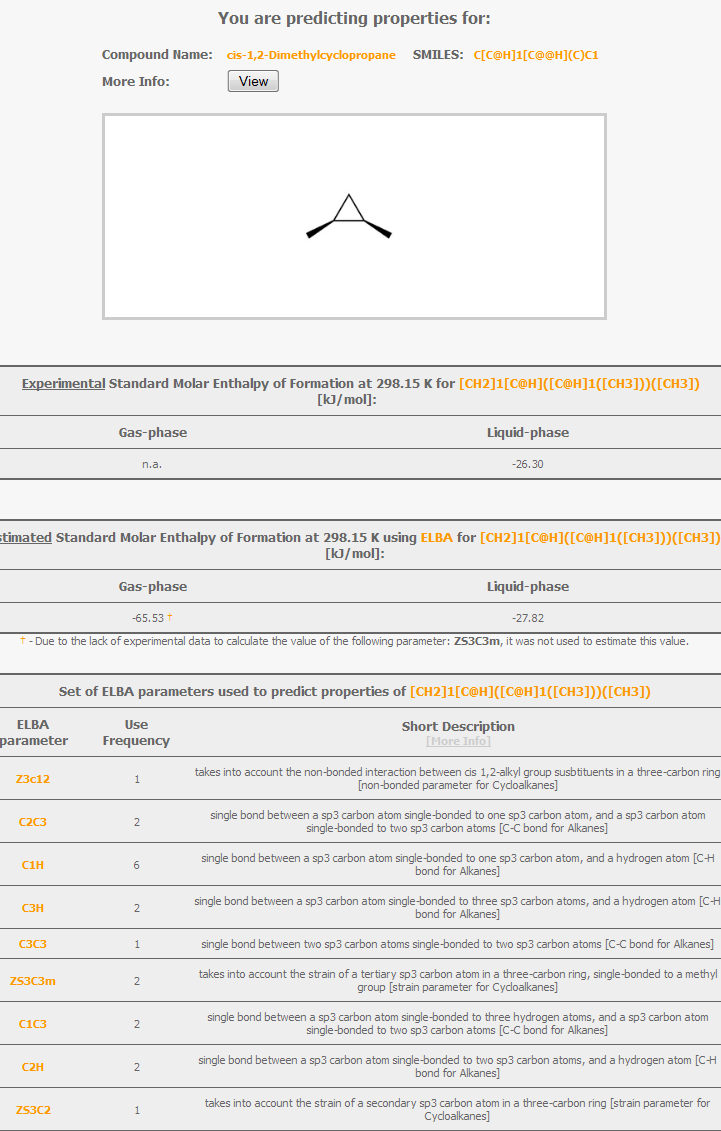 You are predicting properties for:
Compound Name: cis-1,2-Dimethylcyclopropane SMILES: C[C@H]1[C@@H](C)C1
More Info: View
Experimental Standard Molar Enthalpy of Formation at 298.15 K for [CH2]1[C@H]([C@H]1([CH3]))([CH3])
[kJ/mol]:
Gas-phase Liquid-phase
n.a. -26.30
stimated Standard Molar Enthalpy of Formation at 298.15 K using ELBA for [CH2]1[C@H]([C@H]1([CH3]))([CH3])
[kJ/mol]:
Gas-phase Liquid-phase
-65.53 † -27.82
† - Due to the lack of experimental data to calculate the value of the following parameter: ZS3C3m, it was not used to estimate this value.
Set of ELBA parameters used to predict properties of [CH2]1[C@H]([C@H]1([CH3]))([CH3])
ELBA parameter Use Frequency Short Description
[More Info]
Z3c12 1 takes into account the non-bonded interaction between cis 1,2-alkyl group susbtituents in a three-carbon ring
[non-bonded parameter for Cycloalkanes]
C2C3 2 single bond between a sp3 carbon atom single-bonded to one sp3 carbon atom, and a sp3 carbon atom
single-bonded to two sp3 carbon atoms [C-C bond for Alkanes]
C1H 6 single bond between a sp3 carbon atom single-bonded to one sp3 carbon atom, and a hydrogen atom [C-H
bond for Alkanes]
C3H 2 single bond between a sp3 carbon atom single-bonded to three sp3 carbon atoms, and a hydrogen atom [C-H
bond for Alkanes]
C3C3 1 single bond between two sp3 carbon atoms single-bonded to two sp3 carbon atoms [C-C bond for Alkanes]
ZS3C3m 2 takes into account the strain of a tertiary sp3 carbon atom in a three-carbon ring, single-bonded to a methyl
group [strain parameter for Cycloalkanes]
C1C3 2 single bond between a sp3 carbon atom single-bonded to three hydrogen atoms, and a sp3 carbon atom
single-bonded to two sp3 carbon atoms [C-C bond for Alkanes]
C2H 2 single bond between a sp3 carbon atom single-bonded to two sp3 carbon atoms, and a hydrogen atom [C-H
bond for Alkanes]
ZS3C2 1 takes into account the strain of a secondary sp3 carbon atom in a three-carbon ring [strain parameter for
Cycloalkanes]